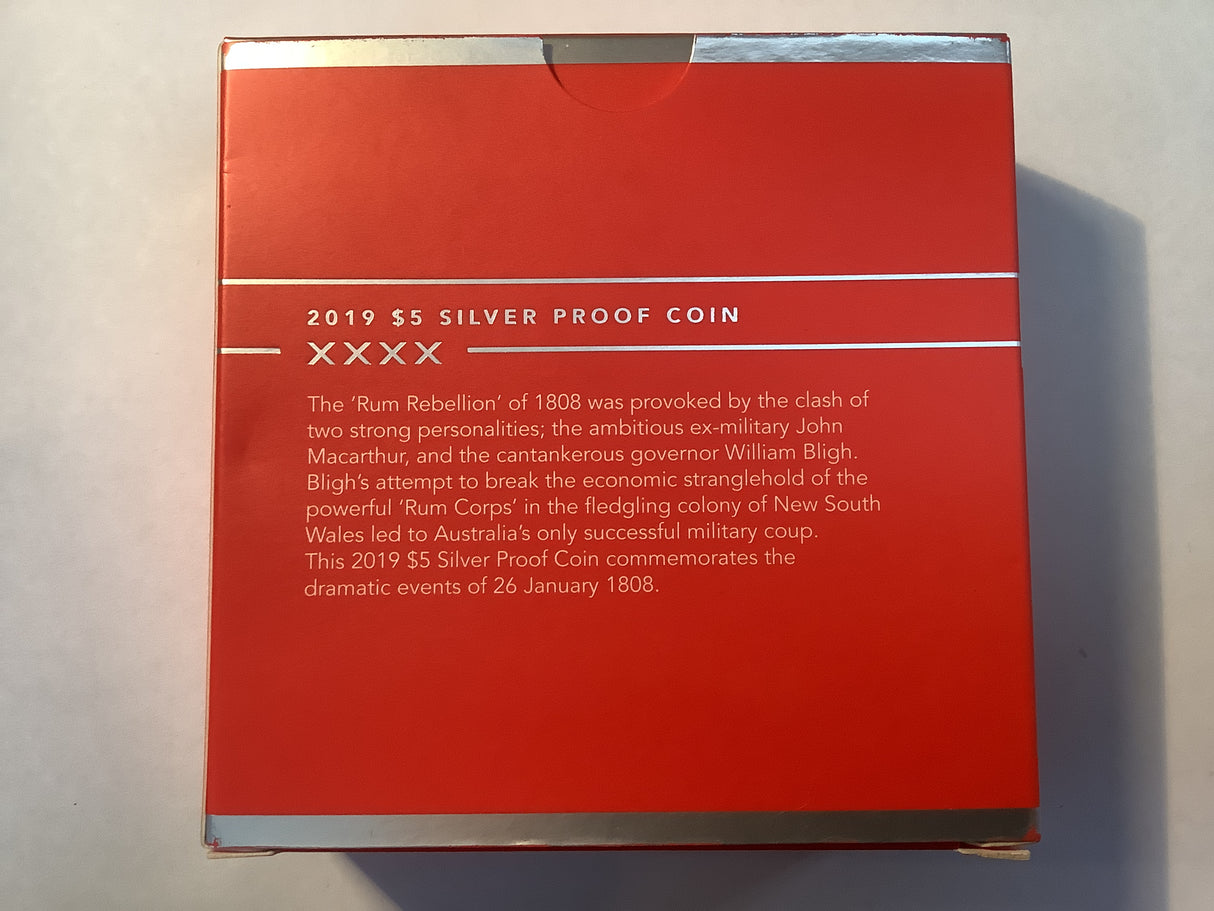 2019 $5 SILVER PROOF COIN
XXXX
The ‘Rum Rebellion’ of 1808 was provoked by the clash of
two strong personalities; the ambitious ex-military John
Macarthur, and the cantankerous governor William Bligh.
Bligh’s attempt to break the economic stranglehold of the
powerful ‘Rum Corps’ in the fledgling colony of New South
Wales led to Australia’s only successful military coup.
This 2019 $5 Silver Proof Coin commemorates the
dramatic events of 26 January 1808.